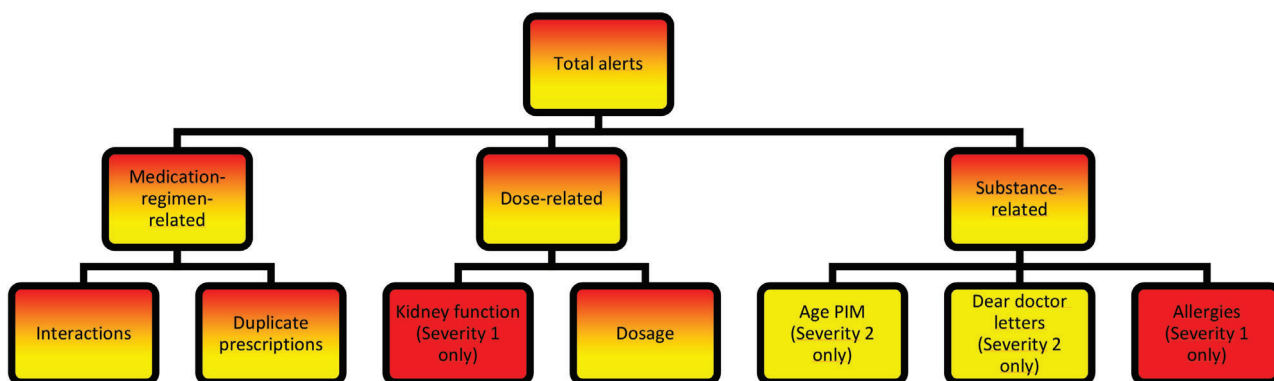 Total alerts
Medication-
regimen-
related
Dose-related
Substance-
related
Interactions
Duplicate
prescriptions
Kidney function
(Severity 1
only)
Dosage
Age PIM
(Severity 2
only)
Dear doctor
letters
(Severity 2
only)
Allergies
(Severity 1
only)